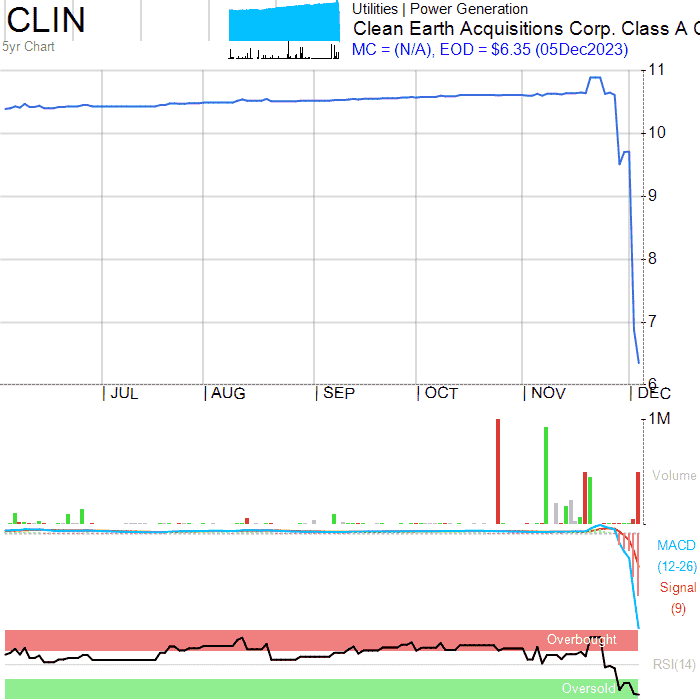 CLIN
5yr Chart
Utilities | Power Generation
Clean Earth Acquisitions Corp. Class A C
MC = (N/A), EOD = $6.35 (05Dec2023)
11
10
9
8
7
6
| JUL | AUG | SEP | OCT | NOV | DEC
1M
Volume
MACD
(12-26)
Signal
(9)
Overbought
RSI(14)
Oversold